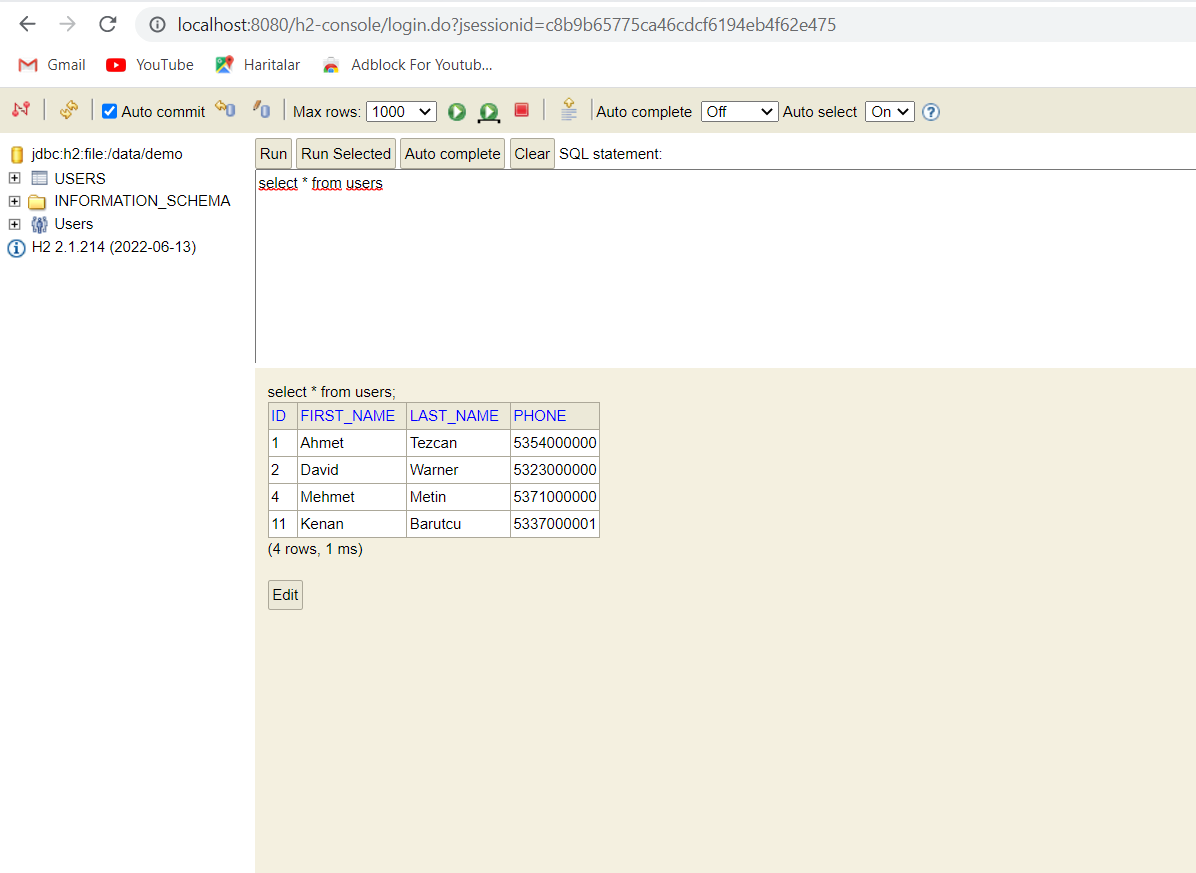 localhost:8080/h2-console/login.do?jsessionid=c8b9b65775ca46cdcf6194eb4f62e475
Gmail YouTube Haritalar Adblock For Youtub...
Auto commit Max rows: 1000 Auto complete Off Auto select On
jdbc:h2:file:/data/demo
USERS
INFORMATION_SCHEMA
Users
H2 2.1.214 (2022-06-13)
Run Run Selected Auto complete Clear SQL statement:
select * from users
select * from users;
ID FIRST_NAME LAST_NAME PHONE
1 Ahmet Tezcan 5354000000
2 David Warner 5323000000
4 Mehmet Metin 5371000000
11 Kenan Barutcu 5337000001
(4 rows, 1 ms)
Edit